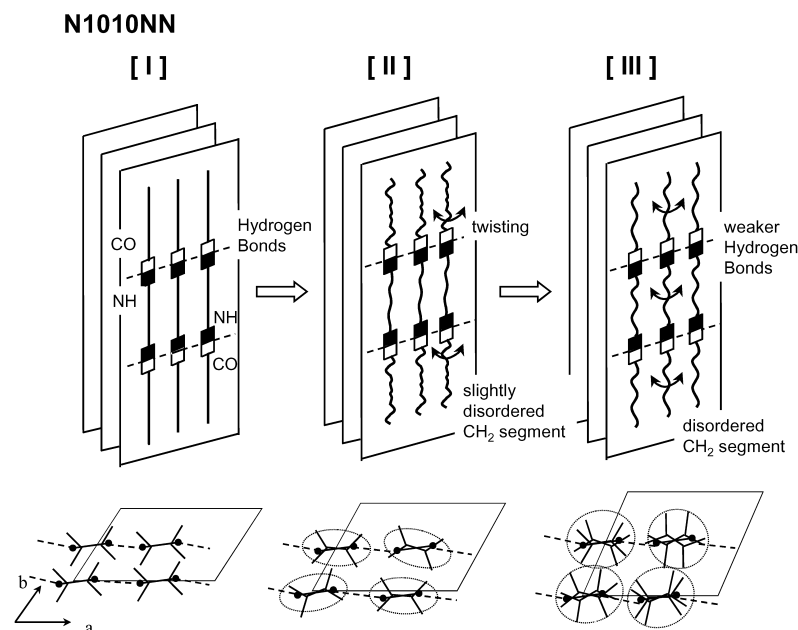 N1010NN
[ I ]
[ II ]
[ III ]
CO
NH
Hydrogen
Bonds
NH
CO
twisting
slightly
disordered
CH₂ segment
weaker
Hydrogen
Bonds
disordered
CH₂ segment
b
a